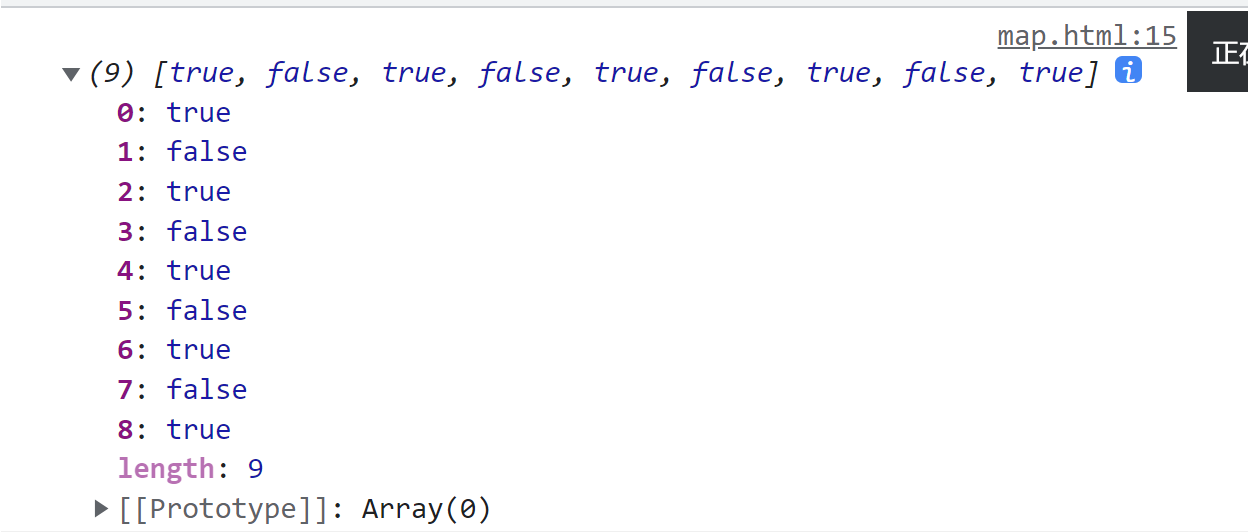 map.html:15
正在
(9) [true, false, true, false, true, false, true, false, true] i
0: true
1: false
2: true
3: false
4: true
5: false
6: true
7: false
8: true
length: 9
[[Prototype]]: Array(0)